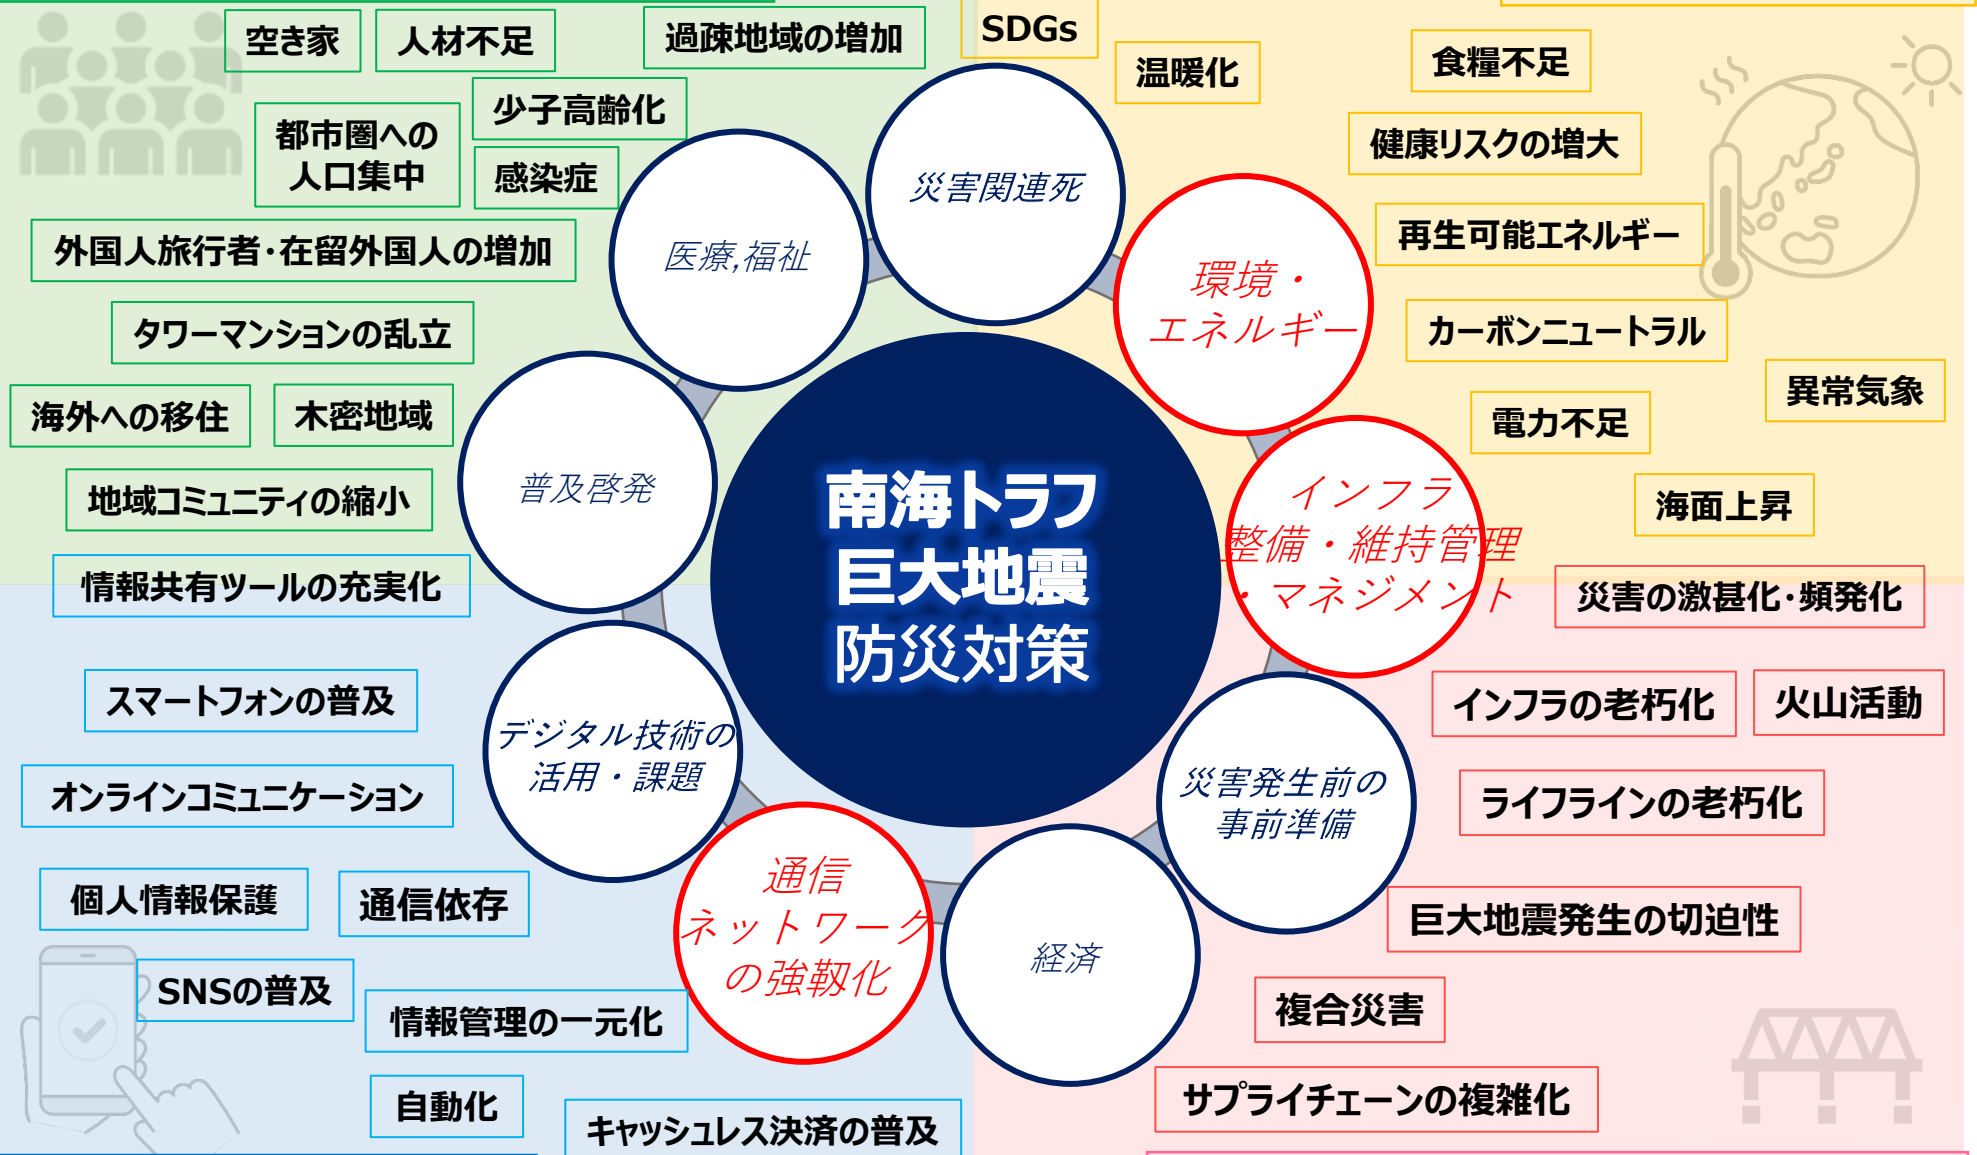 空き家
人材不足
過疎地域の増加
少子高齢化
都市圏への
人口集中
感染症
外国人旅行者･在留外国人の増加
タワーマンションの乱立
海外への移住
木密地域
地域コミュニティの縮小
SDGs
温暖化
食糧不足
健康リスクの増大
再生可能エネルギー
カーボンニュートラル
異常気象
電力不足
海面上昇
災害関連死
医療,福祉
環境・
エネルギー
普及啓発
インフラ
整備・維持管理
・マネジメント
南海トラフ
巨大地震
防災対策
デジタル技術の
活用・課題
災害発生前の
事前準備
通信
ネットワーク
の強靱化
経済
情報共有ツールの充実化
スマートフォンの普及
オンラインコミュニケーション
個人情報保護
通信依存
SNSの普及
情報管理の一元化
自動化
キャッシュレス決済の普及
災害の激甚化･頻発化
インフラの老朽化
火山活動
ライフラインの老朽化
巨大地震発生の切迫性
複合災害
サプライチェーンの複雑化